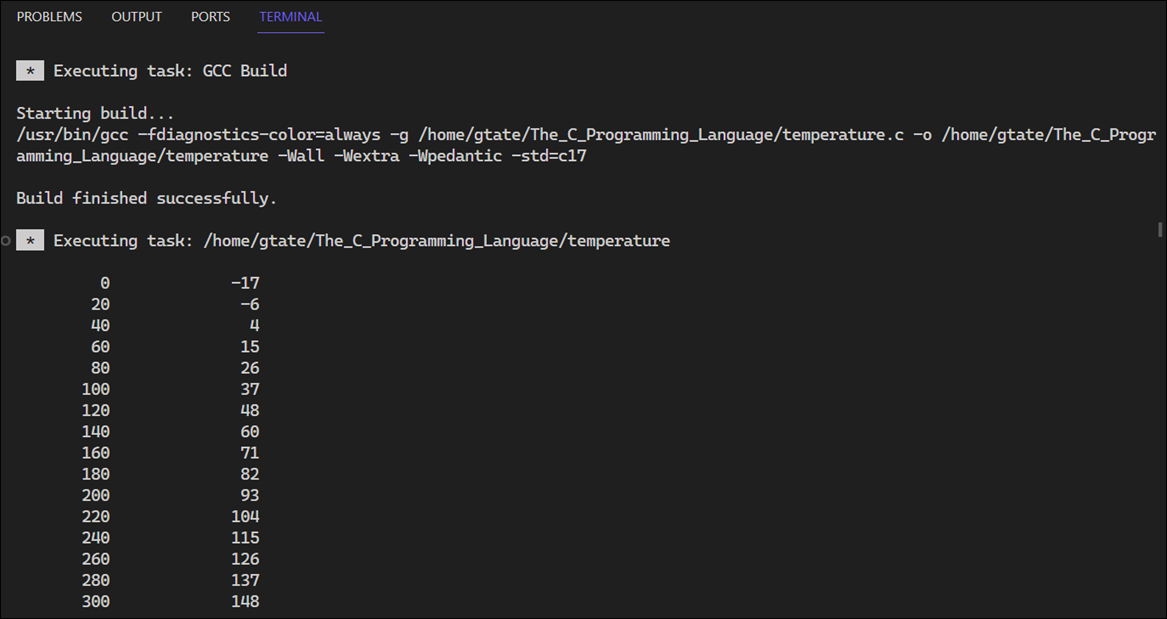 PROBLEMS OUTPUT PORTS TERMINAL
* Executing task: GCC Build
Starting build...
/usr/bin/gcc -fdiagnostics-color=always -g /home/gtate/The_C_Programming_Language/temperature.c -o /home/gtate/The_C_Progr
amming_Language/temperature -Wall -Wextra -Wpedantic -std=c17
Build finished successfully.
* Executing task: /home/gtate/The_C_Programming_Language/temperature
0 -17
20 -6
40 4
60 15
80 26
100 37
120 48
140 60
160 71
180 82
200 93
220 104
240 115
260 126
280 137
300 148